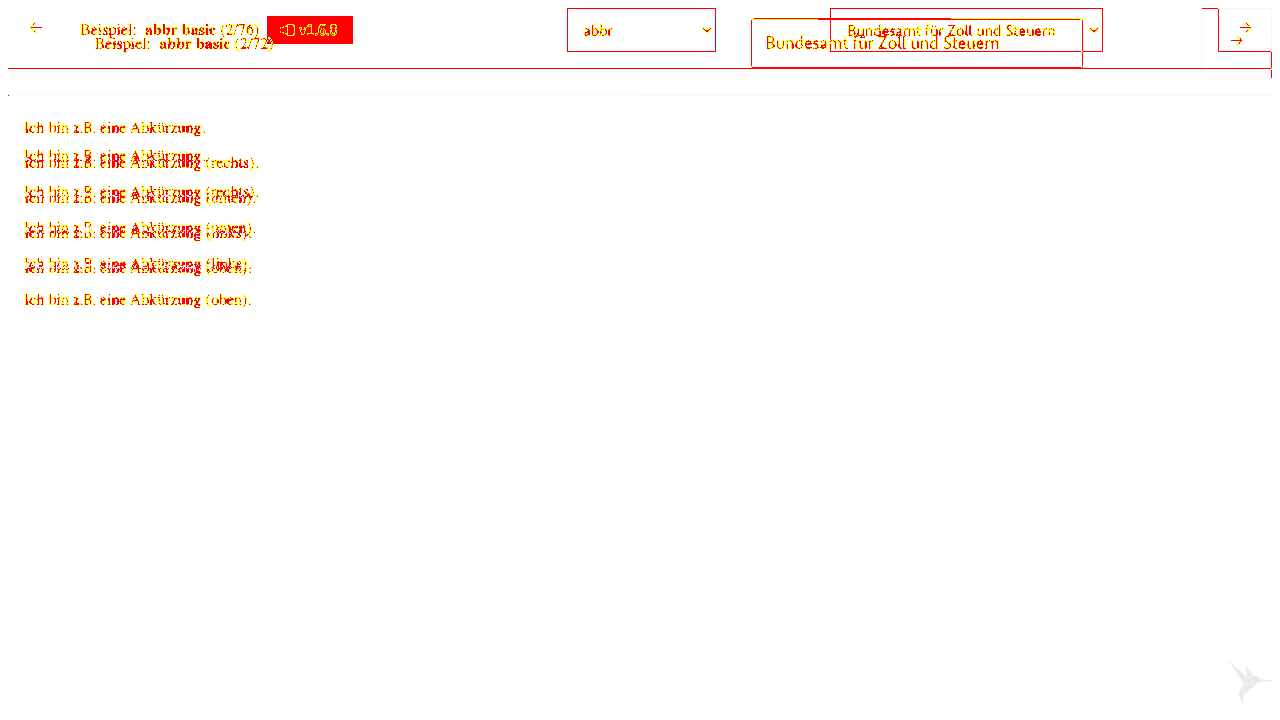 Beispiel: abbr basic (2/76) v1.6.0 abbr Bundesamt für Zoll und Steuern
Beispiel: abbr basic (2/72) Bundesamt für Zoll und Steuern
Ich bin z.B. eine Abkürzung.
Ich bin z.B. eine Abkürzung.
Ich bin z.B. eine Abkürzung (rechts).
Ich bin z.B. eine Abkürzung (rechts).
Ich bin z.B. eine Abkürzung (unten).
Ich bin z.B. eine Abkürzung (unten).
Ich bin z.B. eine Abkürzung (links).
Ich bin z.B. eine Abkürzung (links).
Ich bin z.B. eine Abkürzung (oben).
Ich bin z.B. eine Abkürzung (oben).